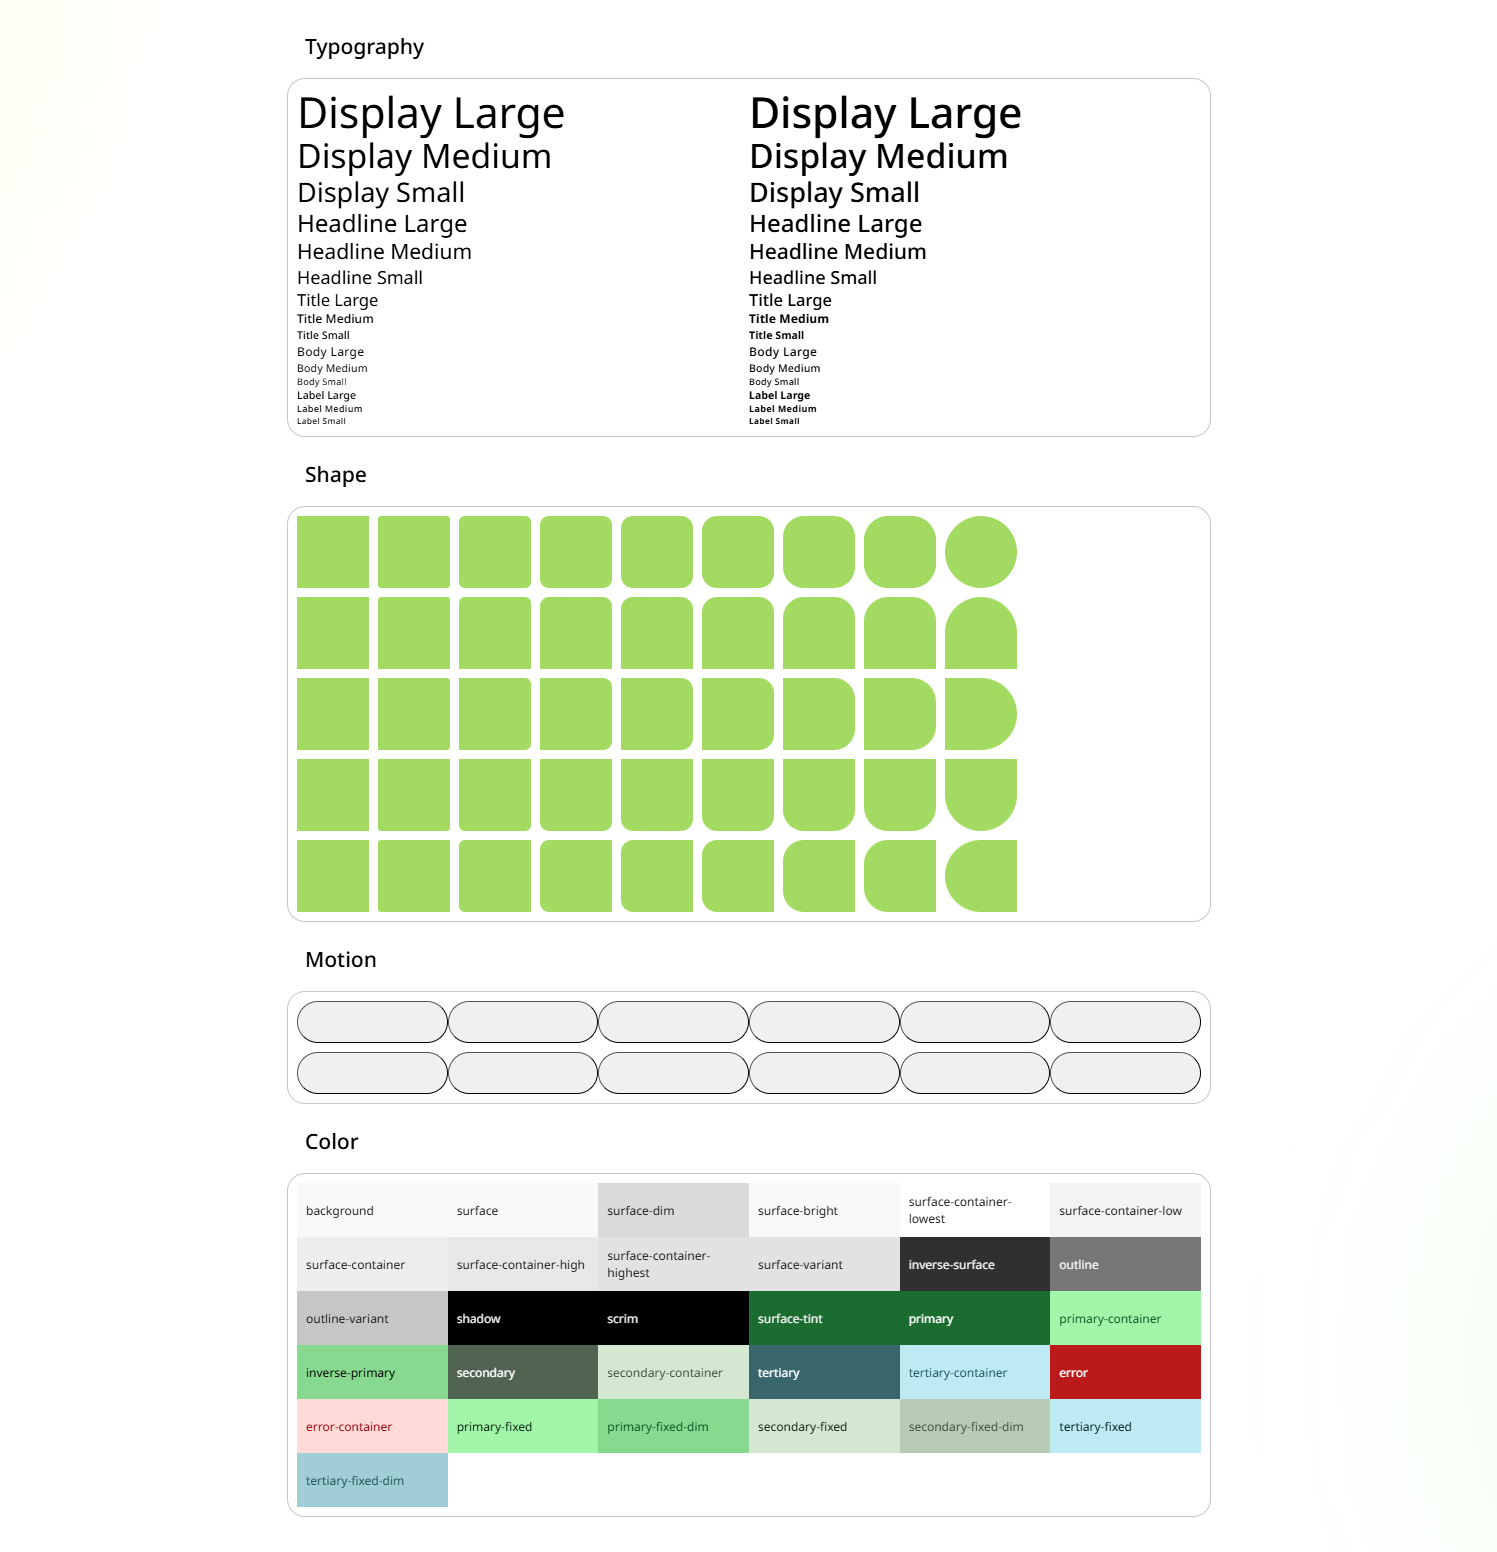 Typography
Display Large
Display Medium
Display Small
Headline Large
Headline Medium
Headline Small
Title Large
Title Medium
Title Small
Body Large
Body Medium
Body Small
Label Large
Label Medium
Label Small
Display Large
Display Medium
Display Small
Headline Large
Headline Medium
Headline Small
Title Large
Title Medium
Title Small
Body Large
Body Medium
Body Small
Label Large
Label Medium
Label Small
Shape
Motion
Color
background
surface
surface-dim
surface-bright
surface-container-
lowest
surface-container-low
surface-container
surface-container-high
surface-container-
highest
surface-variant
inverse-surface
outline
outline-variant
shadow
scrim
surface-tint
primary
primary-container
inverse-primary
secondary
secondary-container
tertiary
tertiary-container
error
error-container
primary-fixed
primary-fixed-dim
secondary-fixed
secondary-fixed-dim
tertiary-fixed
tertiary-fixed-dim